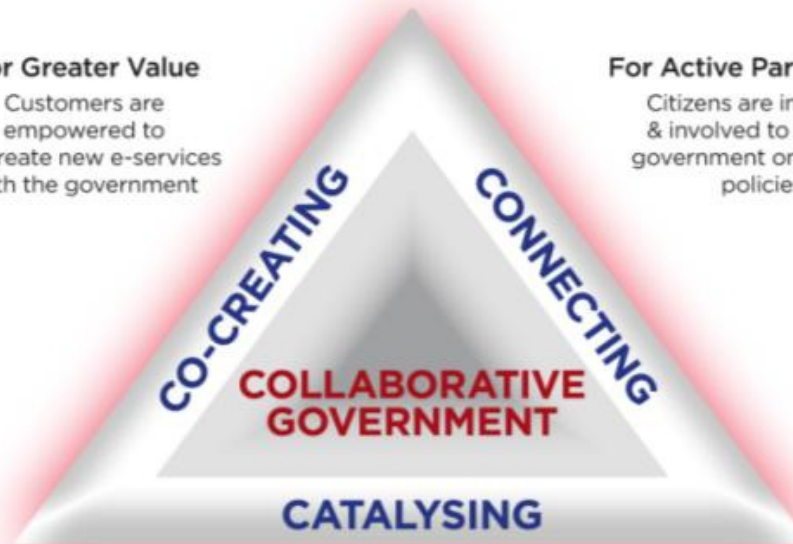 or Greater Value
Customers are
empowered to
reate new e-services
th the government
For Active Par
Citizens are in
& involved to
government or
policie
CO-CREATING
CONNECTING
COLLABORATIVE
GOVERNMENT
CATALYSING